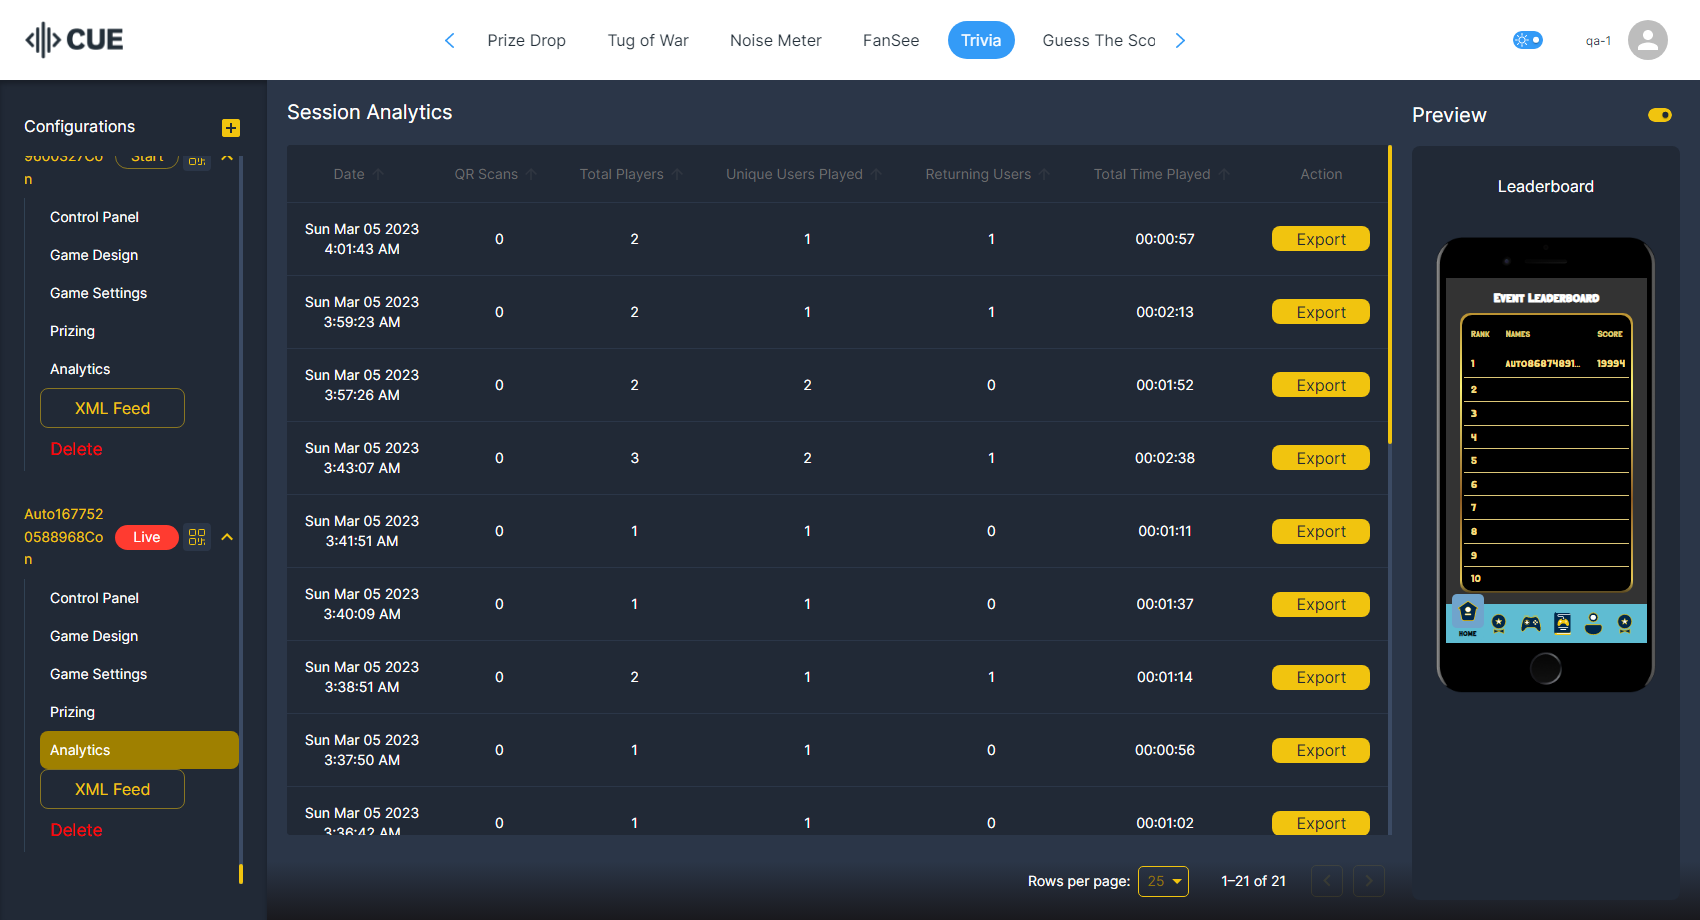 CUE
Prize Drop
Tug of War
Noise Meter
FanSee
Trivia
Guess The Sco
qa-1
Configurations
9600327Co
n
Start
Control Panel
Game Design
Game Settings
Prizing
Analytics
XML Feed
Delete
Auto167752
0588968Co
n
Live
Control Panel
Game Design
Game Settings
Prizing
Analytics
XML Feed
Delete
Session Analytics
Date QR Scans Total Players Unique Users Played Returning Users Total Time Played Action
Sun Mar 05 2023
4:01:43 AM 0 2 1 1 00:00:57 Export
Sun Mar 05 2023
3:59:23 AM 0 2 1 1 00:02:13 Export
Sun Mar 05 2023
3:57:26 AM 0 2 2 0 00:01:52 Export
Sun Mar 05 2023
3:43:07 AM 0 3 2 1 00:02:38 Export
Sun Mar 05 2023
3:41:51 AM 0 1 1 0 00:01:11 Export
Sun Mar 05 2023
3:40:09 AM 0 1 1 0 00:01:37 Export
Sun Mar 05 2023
3:38:51 AM 0 2 1 1 00:01:14 Export
Sun Mar 05 2023
3:37:50 AM 0 1 1 0 00:00:56 Export
Sun Mar 05 2023
3:36:42 AM 0 1 1 0 00:01:02 Export
Rows per page: 25 1–21 of 21
Preview
Leaderboard
Event Leaderboard
Rank Names Score
1 Auto86874891... 19994
2
3
4
5
6
7
8
9
10
Home